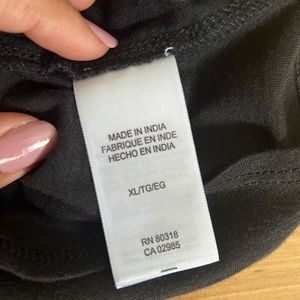 MADE IN INDIA
FABRIQUE EN INDE
HECHO EN INDIA
XL/TG/EG
RN 80318
CA 02985